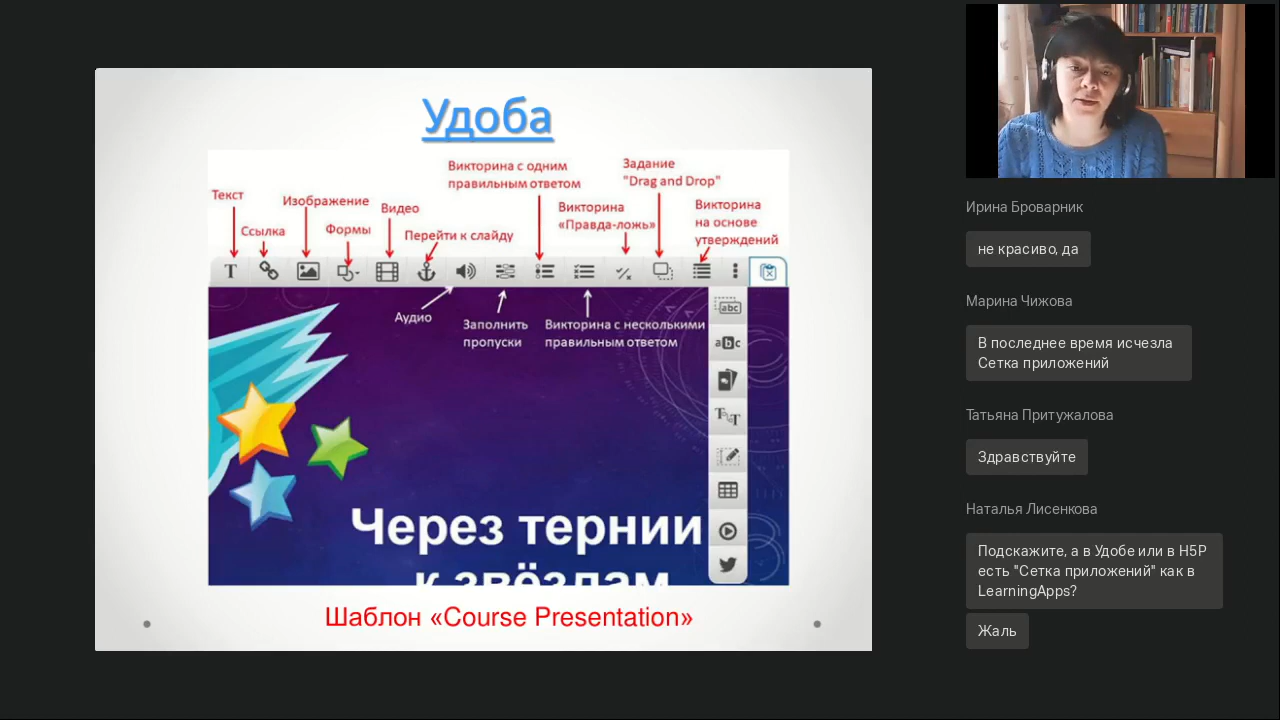 Удоба
Викторина с одним
правильным ответом
Задание
"Drag and Drop"
Текст
Изображение
Видео
Викторина
«Правда-ложь»
Викторина
на основе
утверждений
Ссылка
Формы
Перейти к слайду
T
Аудио
Заполнить
пропуски
Викторина с несколькими
правильным ответом
abc
abc
Через тернии
к звёздам
Шаблон «Course Presentation»
Ирина Броварник
не красиво, да
Марина Чижова
В последнее время исчезла
Сетка приложений
Татьяна Притужалова
Здравствуйте
Наталья Лисенкова
Подскажите, а в Удобе или в H5P
есть "Сетка приложений" как в
LearningApps?
Жаль